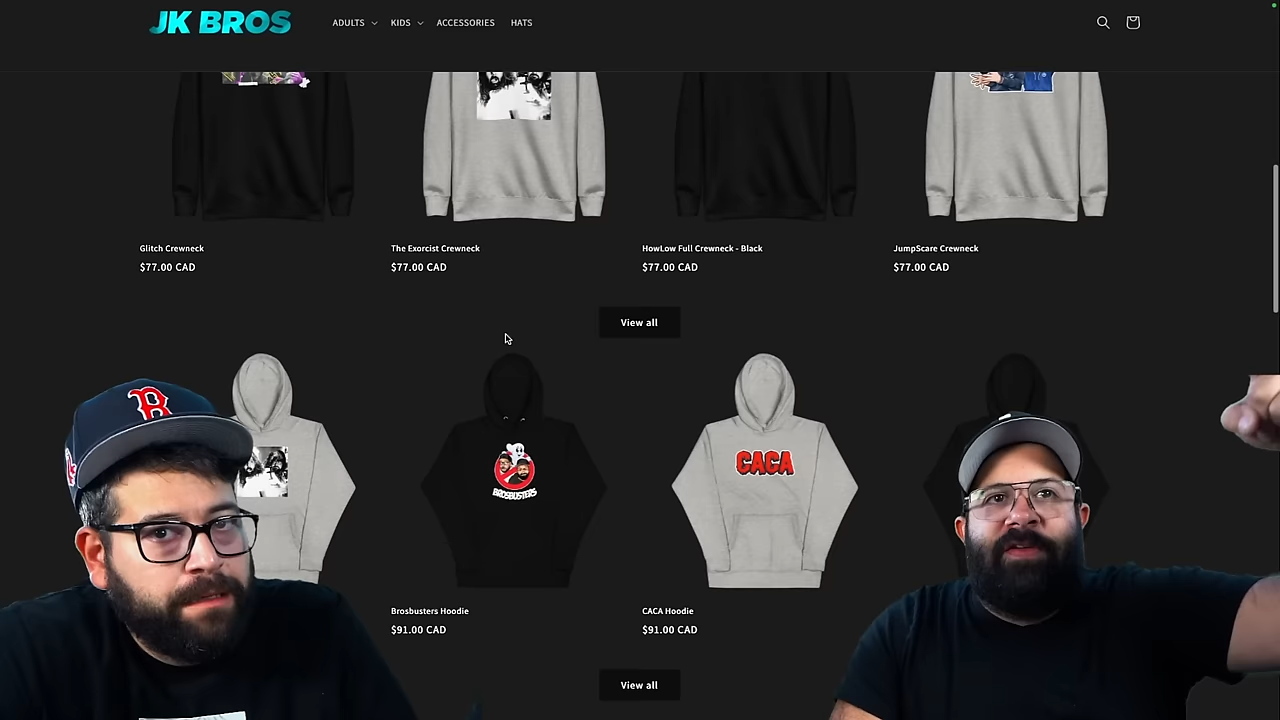 JK BROS
ADULTS
KIDS
ACCESSORIES
HATS
Glitch Crewneck
$77.00 CAD
The Exorcist Crewneck
$77.00 CAD
HowLow Full Crewneck - Black
$77.00 CAD
JumpScare Crewneck
$77.00 CAD
View all
B
BROSBUSTERS
CACA
Brosbusters Hoodie
$91.00 CAD
CACA Hoodie
$91.00 CAD
View all